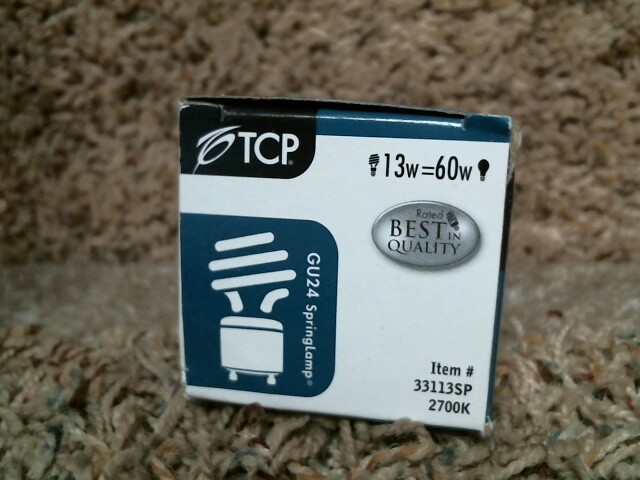 TCP®
13w=60w
Rated
BEST IN
QUALITY
GU24 SpringLamp®
Item #
33113SP
2700K